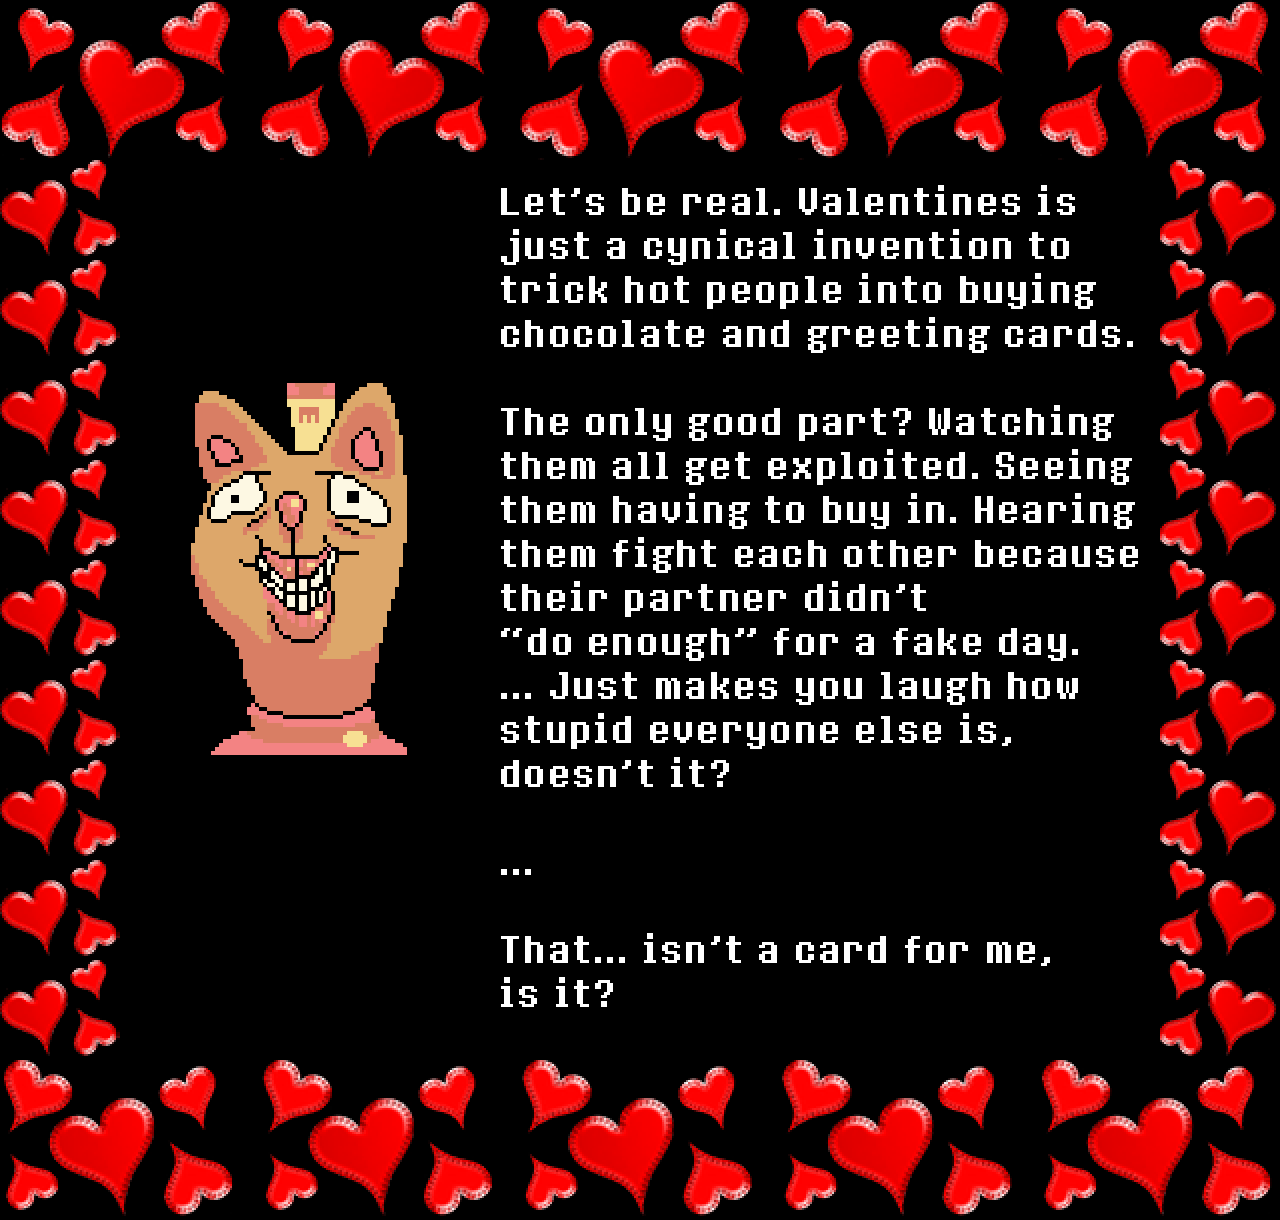 Let's be real. Valentines is
just a cynical invention to
trick hot people into buying
chocolate and greeting cards.
The only good part? Watching
them all get exploited. Seeing
them having to buy in. Hearing
them fight each other because
their partner didn't
"do enough" for a fake day.
... Just makes you laugh how
stupid everyone else is,
doesn't it?
...
That... isn't a card for me,
is it?